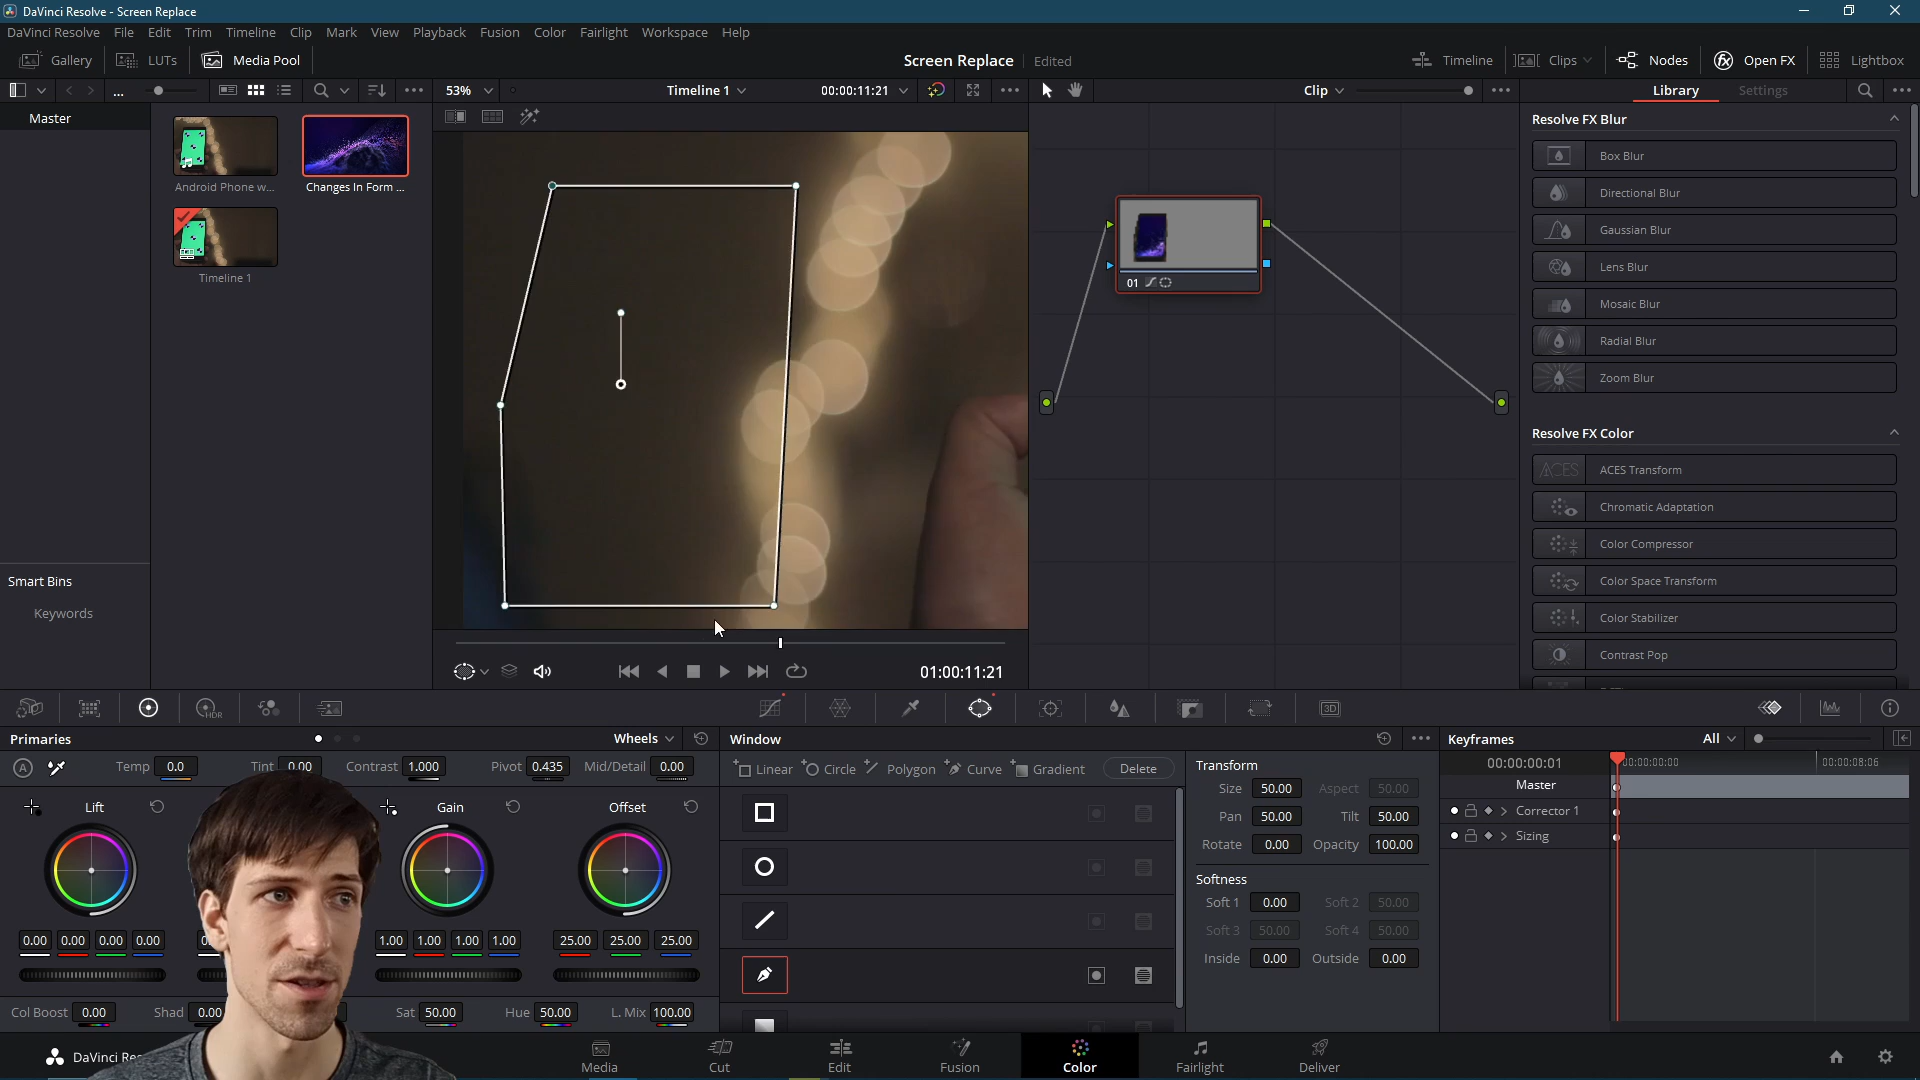 DaVinci Resolve - Screen Replace
DaVinci Resolve File Edit Trim Timeline Clip Mark View Playback Fusion Color Fairlight Workspace Help
Gallery LUTs Media Pool Screen Replace Edited Timeline Clips Nodes Open FX Lightbox
... 53% Timeline 1 00:00:11:21 Clip Library Settings
Master
Android Phone w... Changes In Form ...
Timeline 1
Smart Bins
Keywords
01
01:00:11:21
Resolve FX Blur
Box Blur
Directional Blur
Gaussian Blur
Lens Blur
Mosaic Blur
Radial Blur
Zoom Blur
Resolve FX Color
ACES Transform
Chromatic Adaptation
Color Compressor
Color Space Transform
Color Stabilizer
Contrast Pop
HDR 3D
Primaries Wheels
A Temp 0.0 Tint 0.00 Contrast 1.000 Pivot 0.435 Mid/Detail 0.00
Lift Gain Offset
0.00 0.00 0.00 0.00 1.00 1.00 1.00 1.00 25.00 25.00 25.00
Col Boost 0.00 Shad 0.00 Sat 50.00 Hue 50.00 L. Mix 100.00
Window
Linear Circle Polygon Curve Gradient Delete
Transform
Size 50.00 Aspect 50.00
Pan 50.00 Tilt 50.00
Rotate 0.00 Opacity 100.00
Softness
Soft 1 0.00 Soft 2 50.00
Soft 3 50.00 Soft 4 50.00
Inside 0.00 Outside 0.00
Keyframes All
00:00:00:01 00:00:00:00 00:00:08:06
Master
Corrector 1
Sizing
DaVinci Res
Media Cut Edit Fusion Color Fairlight Deliver